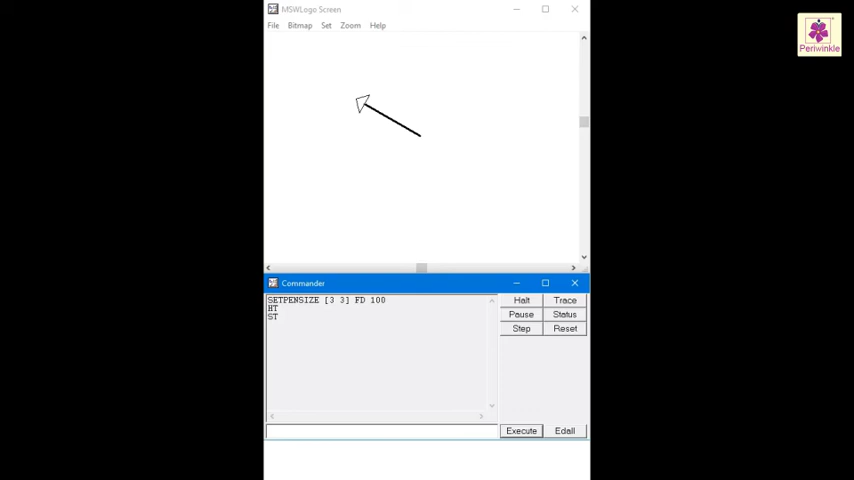 MSWLogo Screen
File Bitmap Set Zoom Help
Periwinkle
Commander
SETPENSIZE [3 3] FD 100
HT
ST
Halt Trace
Pause Status
Step Reset
Execute Edall